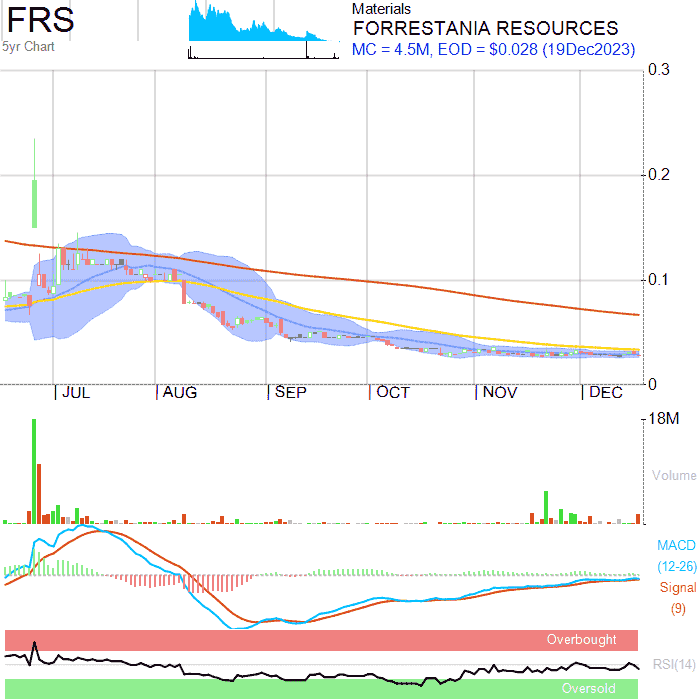 FRS
5yr Chart
Materials
FORRESTANIA RESOURCES
MC = 4.5M, EOD = $0.028 (19Dec2023)
0.3
0.2
0.1
0
JUL
AUG
SEP
OCT
NOV
DEC
18M
Volume
MACD
(12-26)
Signal
(9)
Overbought
RSI(14)
Oversold